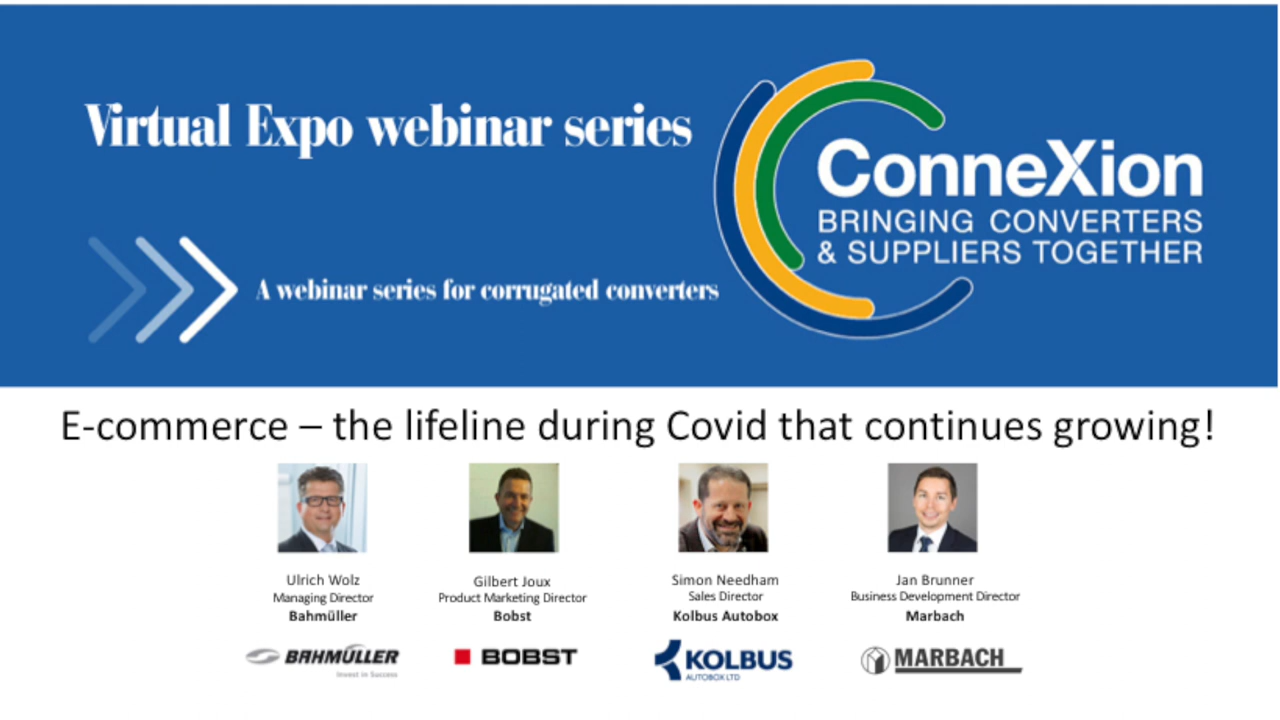 Virtual Expo webinar series
ConneXion
BRINGING CONVERTERS
& SUPPLIERS TOGETHER
A webinar series for corrugated converters
E-commerce – the lifeline during Covid that continues growing!
Ulrich Wolz
Managing Director
Bahmüller
Gilbert Joux
Product Marketing Director
Bobst
Simon Needham
Sales Director
Kolbus Autobox
Jan Brunner
Business Development Director
Marbach
BAHMÜLLER
Invest in Success
BOBST
KOLBUS
AUTOBOX LTD
MARBACH